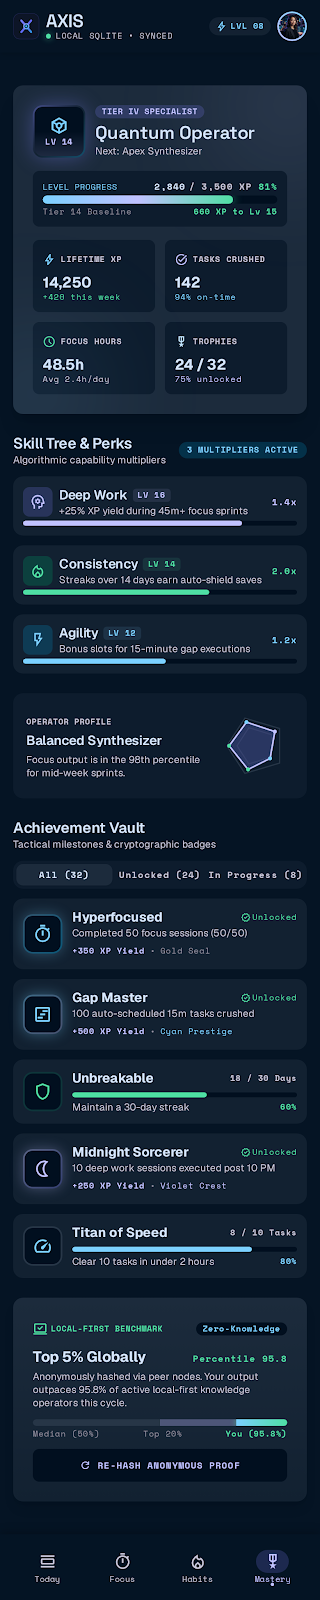 AXIS
LOCAL SQLITE • SYNCED
LVL 08
TIER IV SPECIALIST
Quantum Operator
Next: Apex Synthesizer
LV 14
LEVEL PROGRESS 2,840 / 3,500 XP 81%
Tier 14 Baseline 660 XP to Lv 15
LIFETIME XP
14,250
+420 this week
TASKS CRUSHED
142
94% on-time
FOCUS HOURS
48.5h
Avg 2.4h/day
TROPHIES
24 / 32
75% unlocked
Skill Tree & Perks
Algorithmic capability multipliers
3 MULTIPLIERS ACTIVE
Deep Work LV 16
+25% XP yield during 45m+ focus sprints
1.4x
Consistency LV 14
Streaks over 14 days earn auto-shield saves
2.0x
Agility LV 12
Bonus slots for 15-minute gap executions
1.2x
OPERATOR PROFILE
Balanced Synthesizer
Focus output is in the 98th percentile
for mid-week sprints.
Achievement Vault
Tactical milestones & cryptographic badges
All (32) Unlocked (24) In Progress (8)
Hyperfocused Unlocked
Completed 50 focus sessions (50/50)
+350 XP Yield • Gold Seal
Gap Master Unlocked
100 auto-scheduled 15m tasks crushed
+500 XP Yield • Cyan Prestige
Unbreakable 18 / 30 Days
Maintain a 30-day streak 60%
Midnight Sorcerer Unlocked
10 deep work sessions executed post 10 PM
+250 XP Yield • Violet Crest
Titan of Speed 8 / 10 Tasks
Clear 10 tasks in under 2 hours 80%
LOCAL-FIRST BENCHMARK Zero-Knowledge
Top 5% Globally Percentile 95.8
Anonymously hashed via peer nodes. Your output
outpaces 95.8% of active local-first knowledge
operators this cycle.
Median (50%) Top 20% You (95.8%)
RE-HASH ANONYMOUS PROOF
Today Focus Habits Mastery